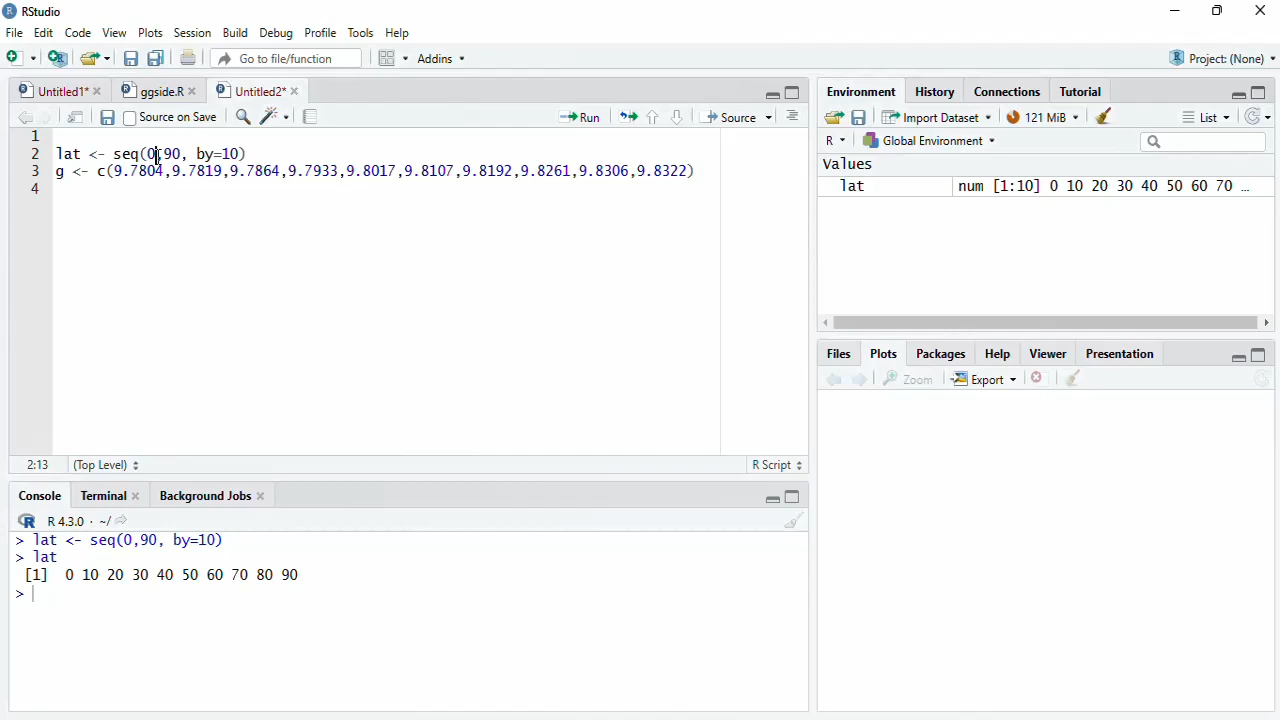 RStudio
File Edit Code View Plots Session Build Debug Profile Tools Help
Go to file/function Addins Project: (None)
Untitled1* ggside.R Untitled2*
Source on Save Run Source
1
2 lat <- seq(0,90, by=10)
3 g <- c(9.7804,9.7819,9.7864,9.7933,9.8017,9.8107,9.8192,9.8261,9.8306,9.8322)
4
2:13 (Top Level) R Script
Console Terminal Background Jobs
R 4.3.0 · ~/
> lat <- seq(0,90, by=10)
> lat
[1] 0 10 20 30 40 50 60 70 80 90
>
Environment History Connections Tutorial
Import Dataset 121 MiB List
R Global Environment
Values
lat num [1:10] 0 10 20 30 40 50 60 70 ...
Files Plots Packages Help Viewer Presentation
Zoom Export